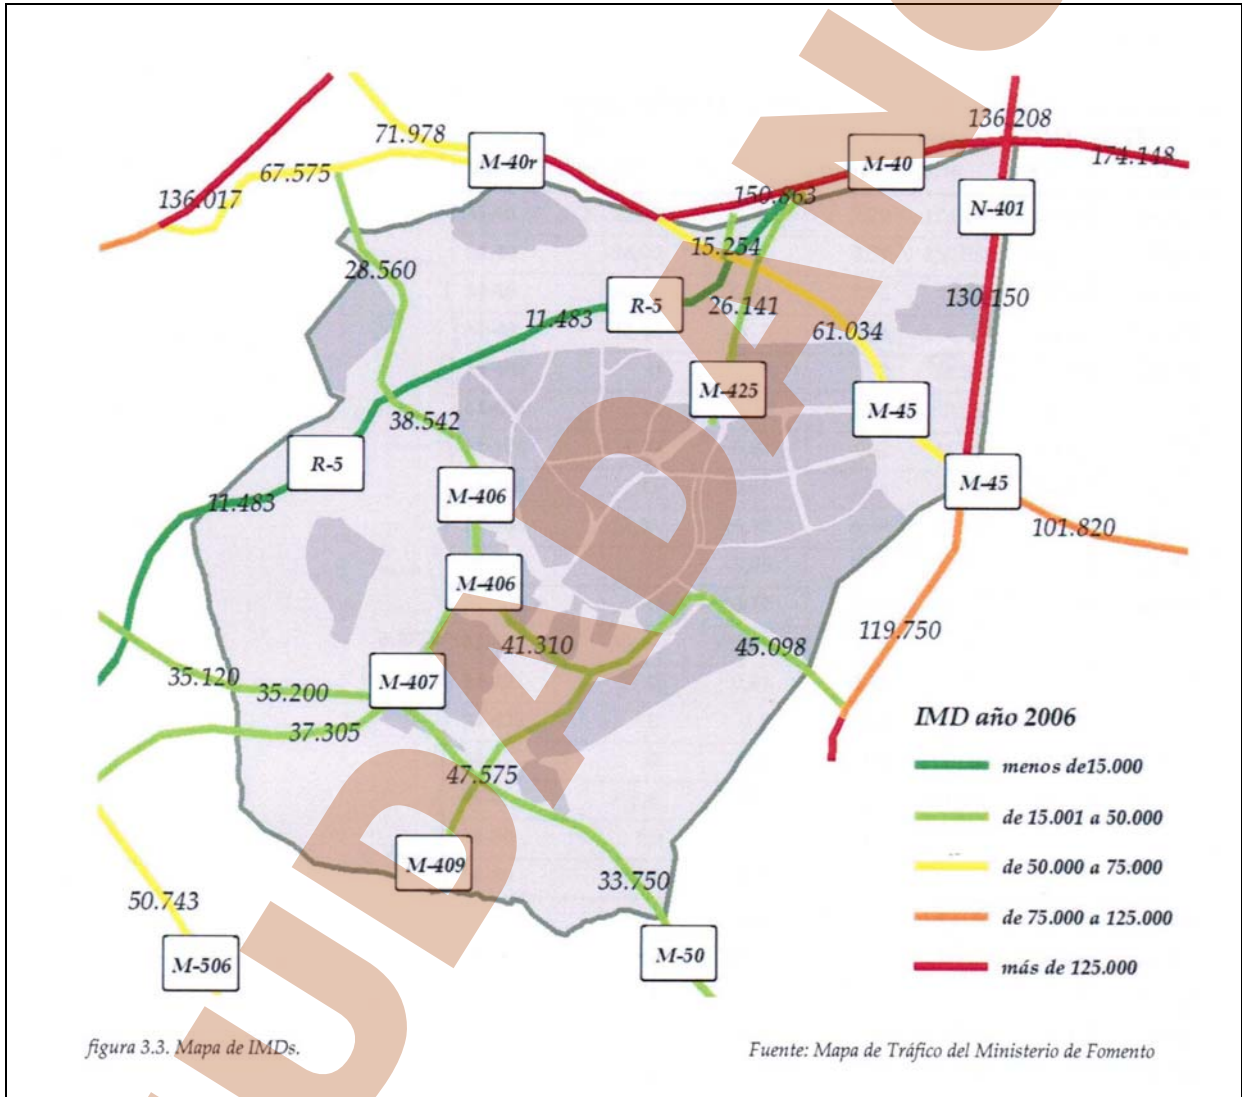 136.208
71.978
M-40r
M-40
174.148
67.575
136.017
150.863
N-401
15.254
28.560
130.150
R-5
26.141
11.483
61.034
M-425
M-45
38.542
R-5
M-406
M-45
11.483
101.820
M-406
119.750
41.310
45.098
35.120
M-407
35.200
37.305
IMD año 2006
menos de15.000
47.575
de 15.001 a 50.000
M-409
de 50.000 a 75.000
33.750
50.743
de 75.000 a 125.000
M-506
M-50
más de 125.000
figura 3.3. Mapa de IMDs.
Fuente: Mapa de Tráfico del Ministerio de Fomento
UDADANO